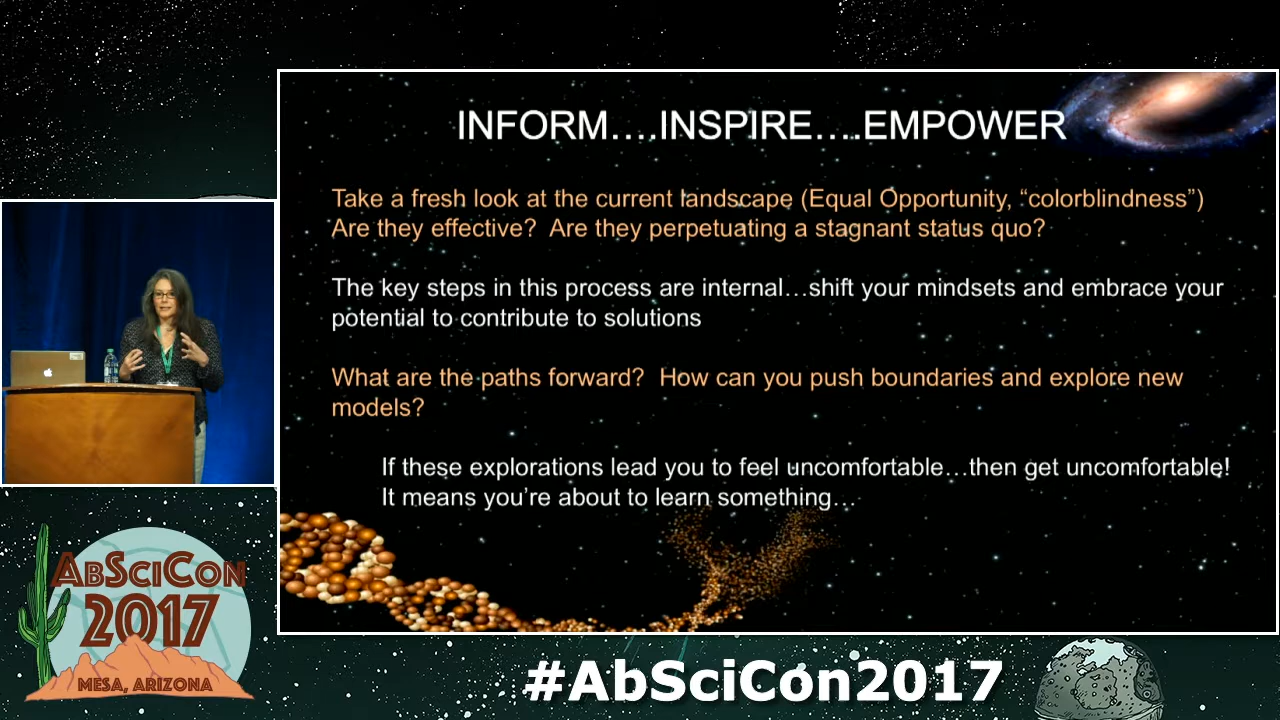 INFORM....INSPIRE....EMPOWER
Take a fresh look at the current landscape (Equal Opportunity, “colorblindness”)
Are they effective?  Are they perpetuating a stagnant status quo?
The key steps in this process are internal…shift your mindsets and embrace your
potential to contribute to solutions
What are the paths forward?  How can you push boundaries and explore new
models?
If these explorations lead you to feel uncomfortable…then get uncomfortable!
It means you’re about to learn something…
ABSCICON
2017
MESA, ARIZONA
#AbSciCon2017